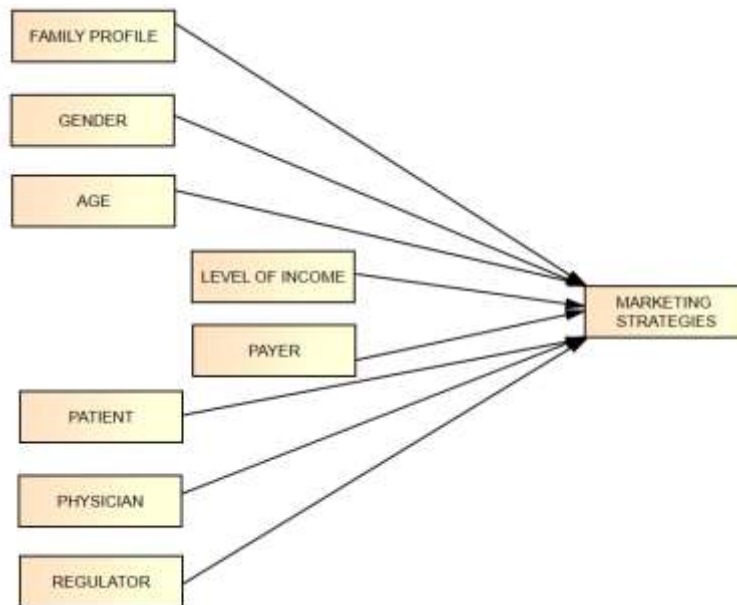 FAMILY PROFILE
GENDER
AGE
LEVEL OF INCOME
MARKETING
STRATEGIES
PAYER
PATIENT
PHYSICIAN
REGULATOR